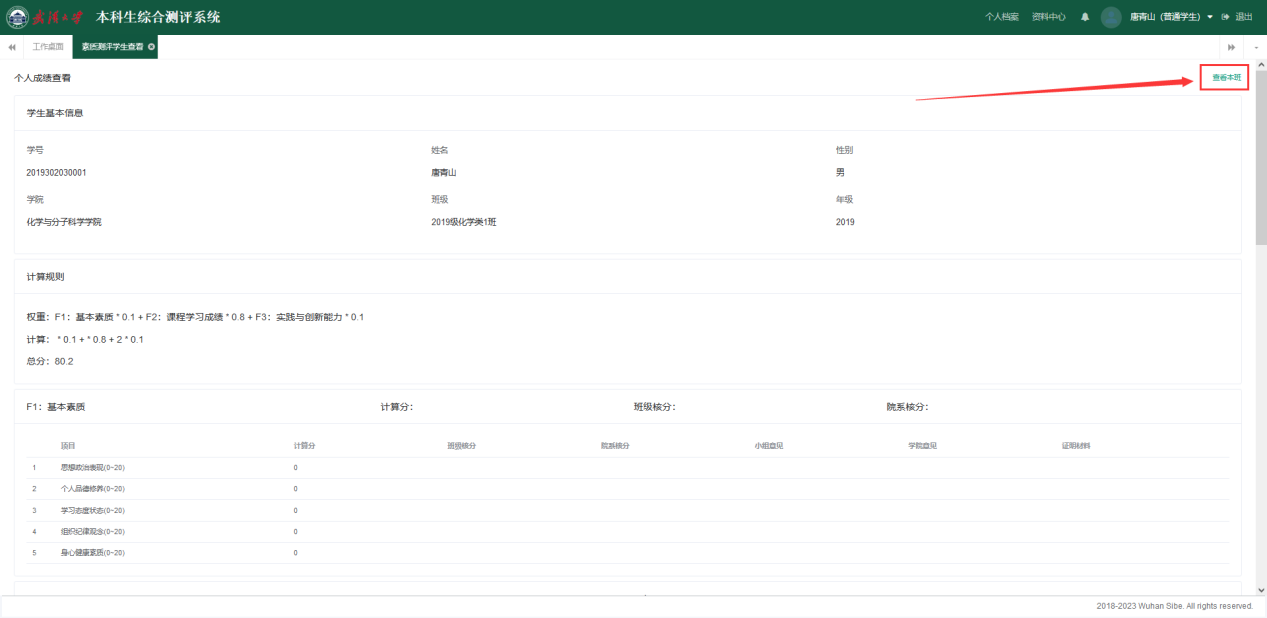 武汉大学 本科生综合测评系统 个人档案 资料中心 唐青山（普通学生） 退出
工作桌面 素质测评学生查看
个人成绩查看 查看本班
学生基本信息
学号 姓名 性别
2019302030001 唐青山 男
学院 班级 年级
化学与分子科学学院 2019级化学类1班 2019
计算规则
权重：F1：基本素质 * 0.1 + F2：课程学习成绩 * 0.8 + F3：实践与创新能力 * 0.1
计算： * 0.1 + * 0.8 + 2 * 0.1
总分：80.2
F1：基本素质 计算分： 班级核分： 院系核分：
项目 计算分 班级核分 院系核分 小组意见 学院意见 证明材料
1 思想政治表现(0~20) 0
2 个人品德修养(0~20) 0
3 学习态度状态(0~20) 0
4 组织纪律观念(0~20) 0
5 身心健康素质(0~20) 0
2018-2023 Wuhan Sibe. All rights reserved.